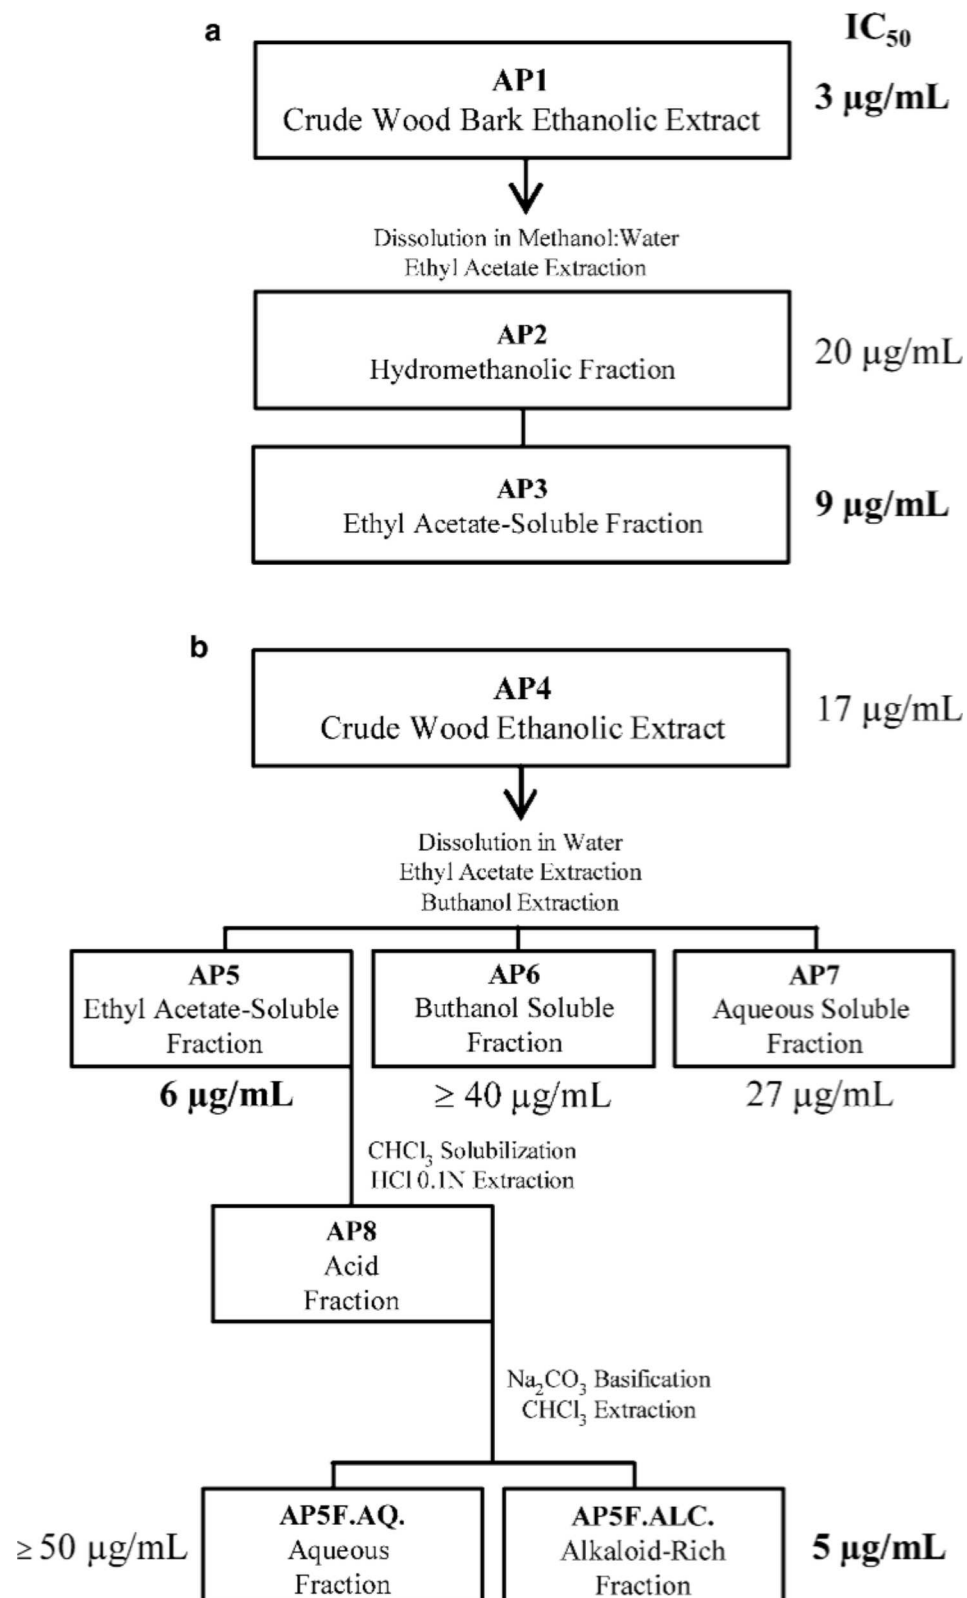 a
IC₅₀
AP1
Crude Wood Bark Ethanolic Extract
3 µg/mL
Dissolution in Methanol:Water
Ethyl Acetate Extraction
AP2
Hydromethanolic Fraction
20 µg/mL
AP3
Ethyl Acetate-Soluble Fraction
9 µg/mL
b
AP4
Crude Wood Ethanolic Extract
17 µg/mL
Dissolution in Water
Ethyl Acetate Extraction
Buthanol Extraction
AP5
Ethyl Acetate-Soluble
Fraction
6 µg/mL
AP6
Buthanol Soluble
Fraction
≥ 40 µg/mL
AP7
Aqueous Soluble
Fraction
27 µg/mL
CHCl₃ Solubilization
HCl 0.1N Extraction
AP8
Acid
Fraction
Na₂CO₃ Basification
CHCl₃ Extraction
≥ 50 µg/mL
AP5F.AQ.
Aqueous
Fraction
AP5F.ALC.
Alkaloid-Rich
Fraction
5 µg/mL